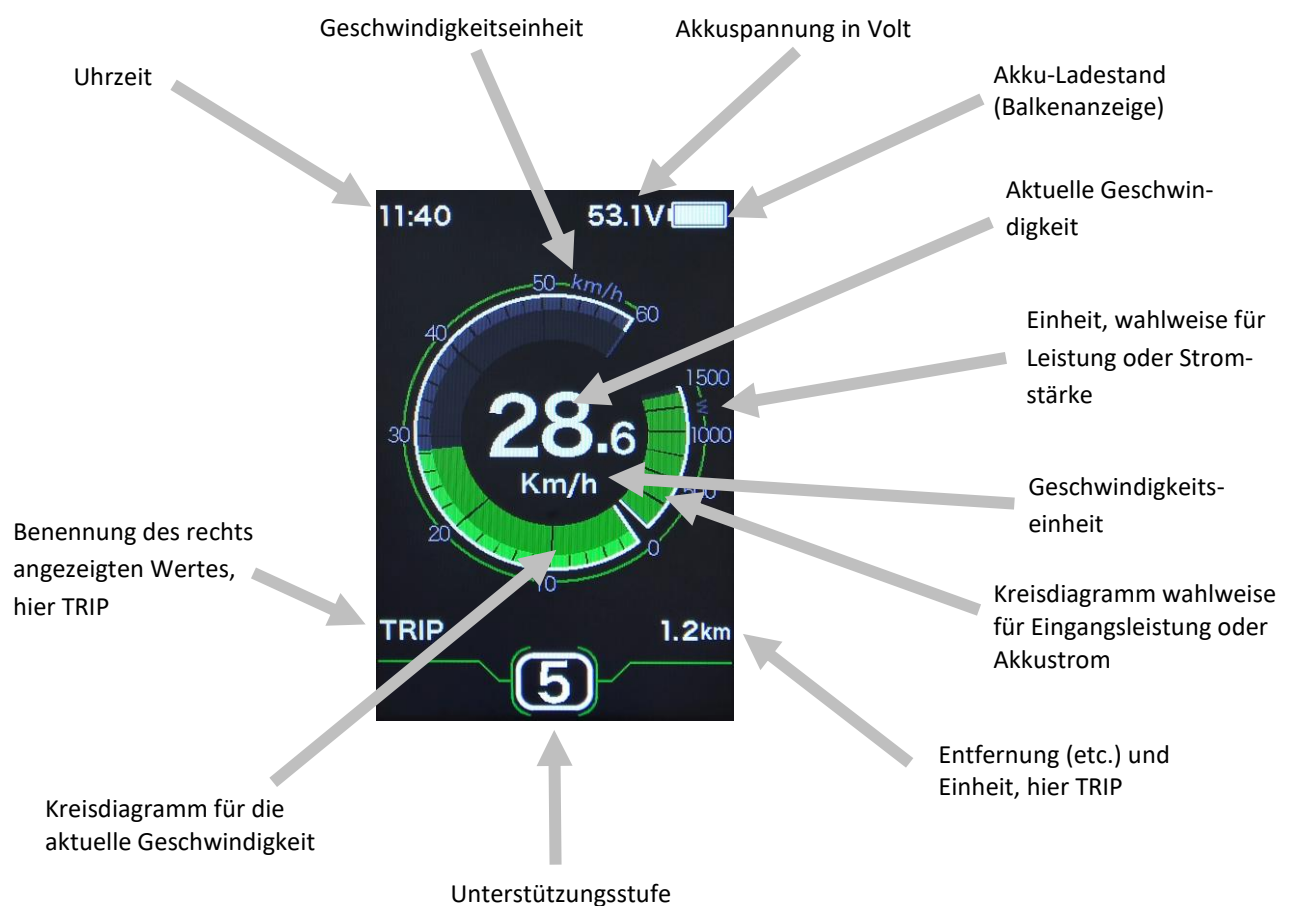 Geschwindigkeitseinheit
Akkuspannung in Volt
Uhrzeit
Akku-Ladestand
(Balkenanzeige)
Aktuelle Geschwin-
digkeit
11:40
53.1V
50
km/h
60
40
Einheit, wahlweise für
Leistung oder Strom-
stärke
1500
W
28.6
30
1000
Km/h
Geschwindigkeits-
einheit
20
0
10
Benennung des rechts
angezeigten Wertes,
hier TRIP
Kreisdiagramm wahlweise
für Eingangsleistung oder
Akkustrom
TRIP
1.2km
5
Entfernung (etc.) und
Einheit, hier TRIP
Kreisdiagramm für die
aktuelle Geschwindigkeit
Unterstützungsstufe